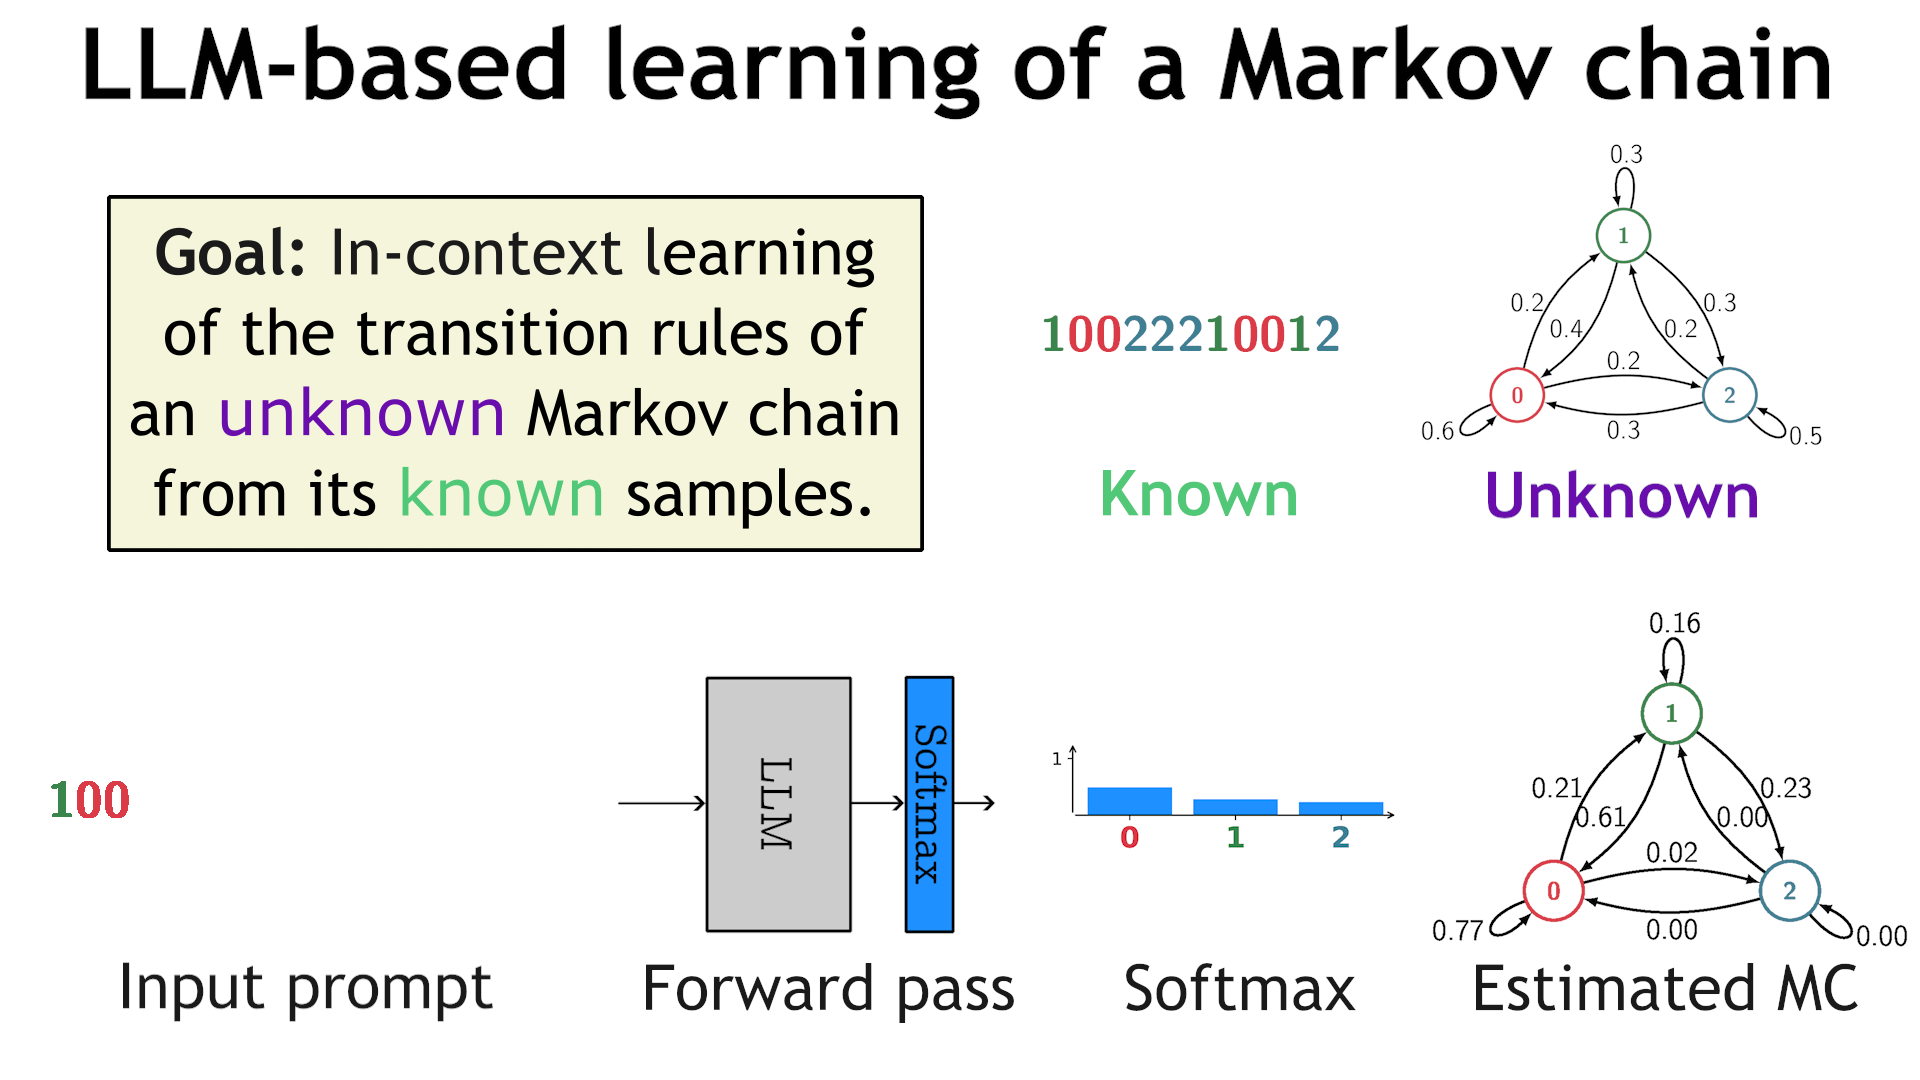 LLM-based learning of a Markov chain
Goal: In-context learning
of the transition rules of
an unknown Markov chain
from its known samples.
10022210012
Known
0.3
1
0.2
0.3
0.4
0.2
0.2
0
2
0.6
0.3
0.5
Unknown
100
Input prompt
LLM
Softmax
Forward pass
1
0
1
2
Softmax
0.16
1
0.21
0.23
0.61
0.00
0.02
0
2
0.77
0.00
0.00
Estimated MC